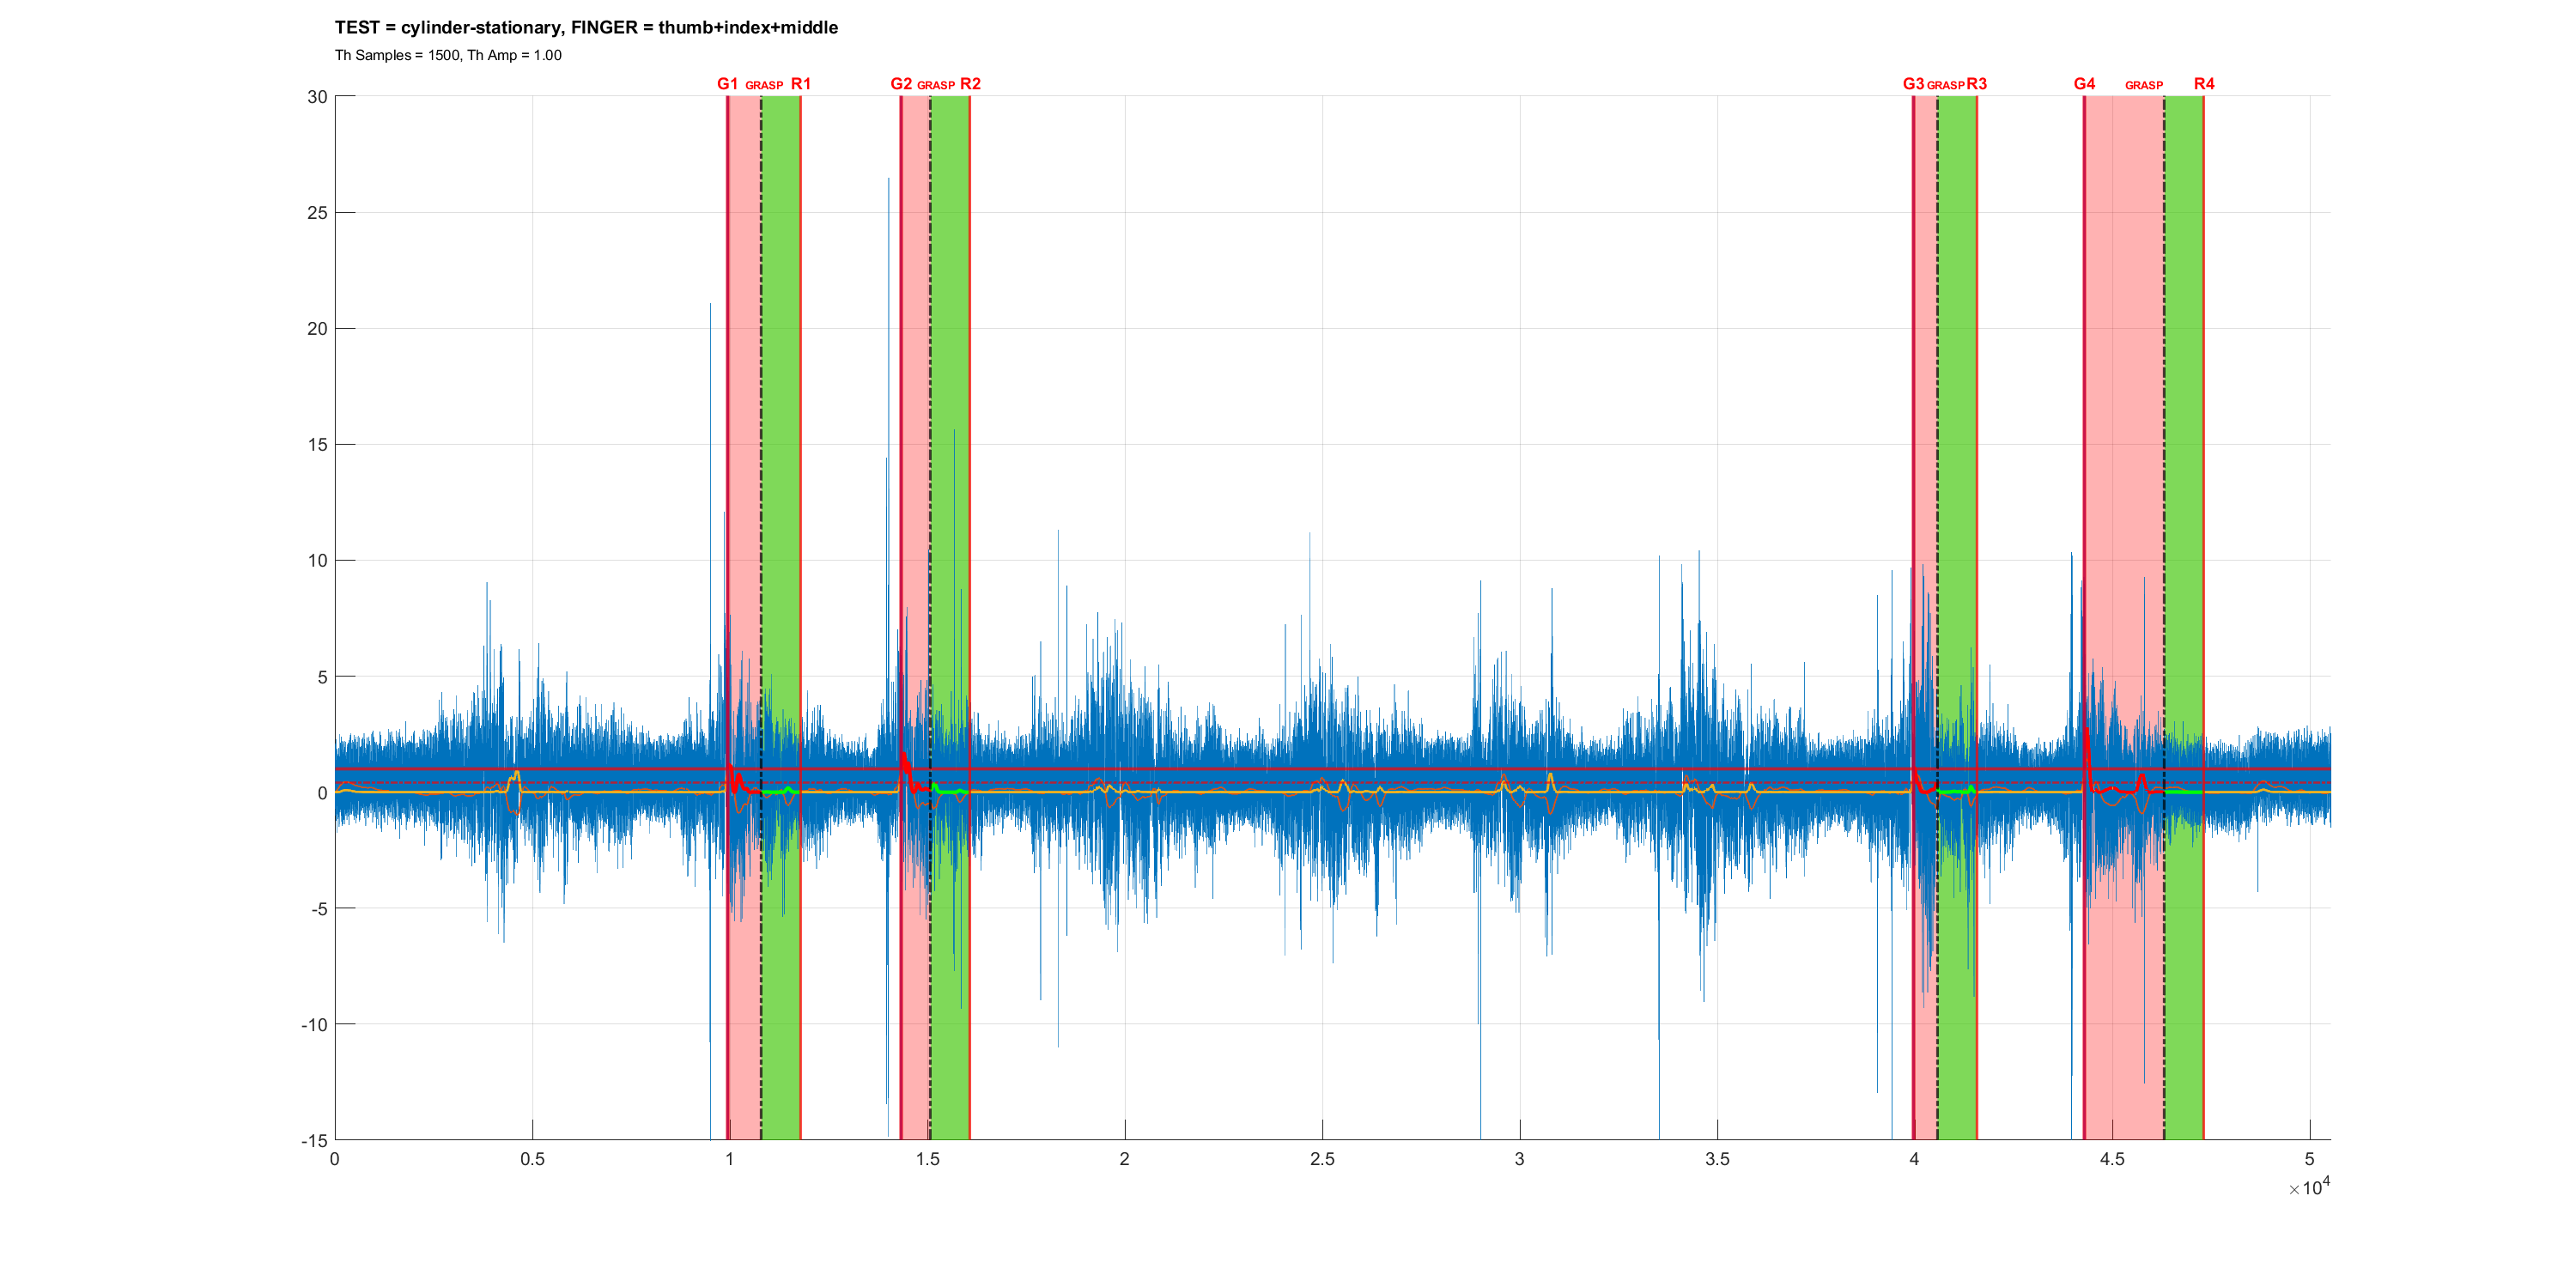 TEST = cylinder-stationary, FINGER = thumb+index+middle
Th Samples = 1500, Th Amp = 1.00
G1 GRASP R1 G2 GRASP R2 G3 GRASP R3 G4 GRASP R4
30
25
20
15
10
5
0
-5
-10
-15
0 0.5 1 1.5 2 2.5 3 3.5 4 4.5 5
×10^4